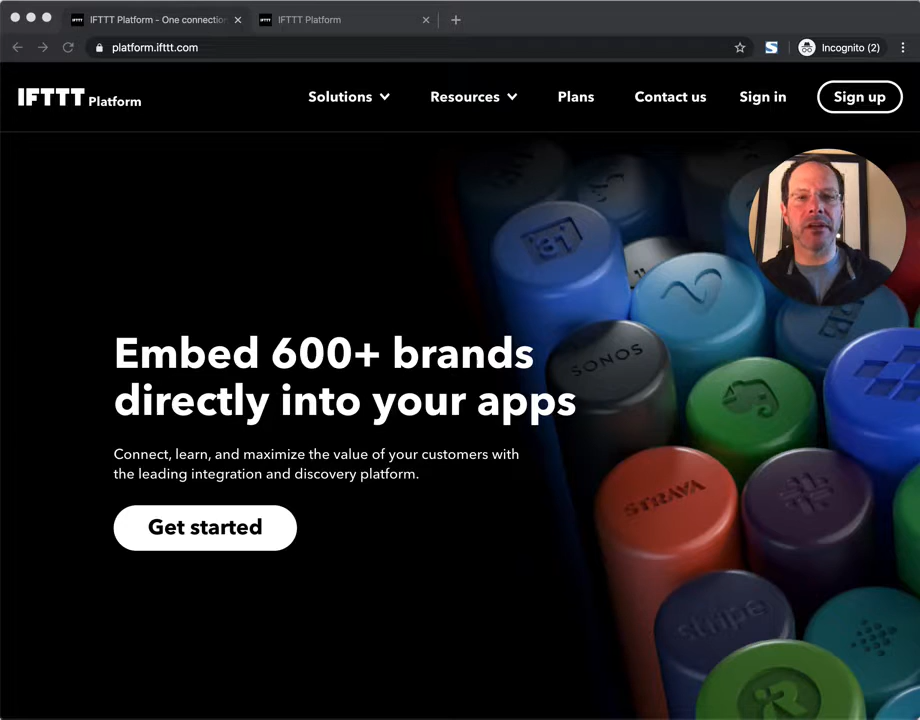 IFTTT Platform - One connection
IFTTT Platform
platform.ifttt.com
Incognito (2)
IFTTT Platform
Solutions
Resources
Plans
Contact us
Sign in
Sign up
31
SONOS
Embed 600+ brands
directly into your apps
Connect, learn, and maximize the value of your customers with
the leading integration and discovery platform.
Get started
STRAVA
stripe